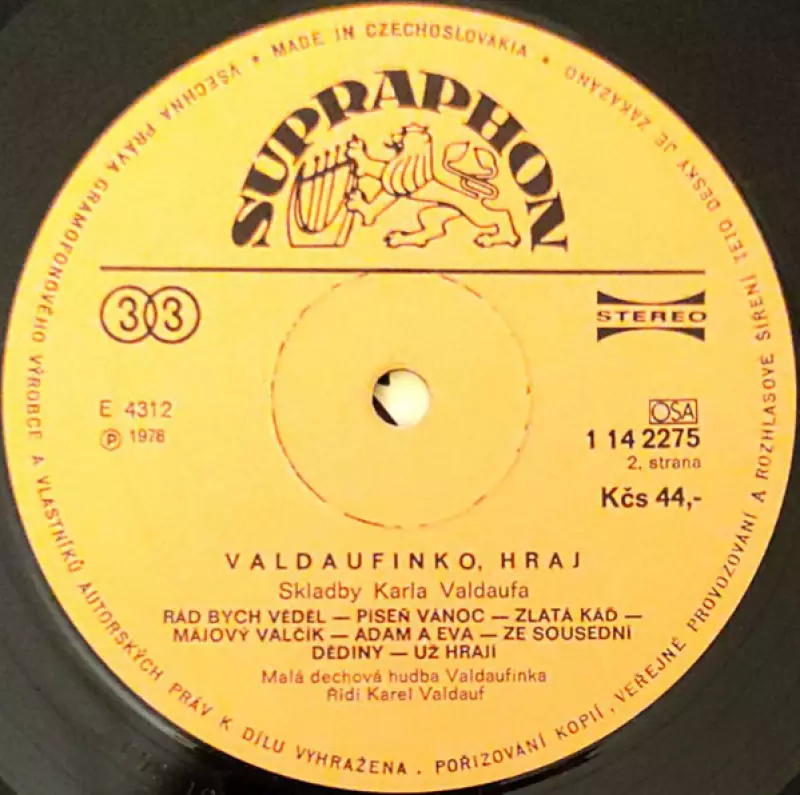 VŠECHNA PRÁVA GRAMOFONOVÉHO VÝROBCE A VLASTNÍKŮ AUTORSKÝCH PRÁV K DÍLU VYHRAŽENA . POŘIZOVÁNÍ KOPIÍ, VEŘEJNÉ PROVOZOVÁNÍ A ROZHLASOVÉ ŠÍŘENÍ TÉTO DESKY JE ZAKÁZÁNO • MADE IN CZECHOSLOVAKIA •
SUPRAPHON
33
STEREO
E 4312
℗ 1978
OSA
1 14 2275
2. strana
Kčs 44,-
VALDAUFINKO, HRAJ
Skladby Karla Valdaufa
RÁD BYCH VĚDĚL — PÍSEŇ VÁNOC — ZLATÁ KÁĎ —
MÁJOVÝ VALČÍK — ADAM A EVA — ZE SOUSEDNÍ
DĚDINY — UŽ HRAJÍ
Malá dechová hudba Valdaufinka
Řídí Karel Valdauf